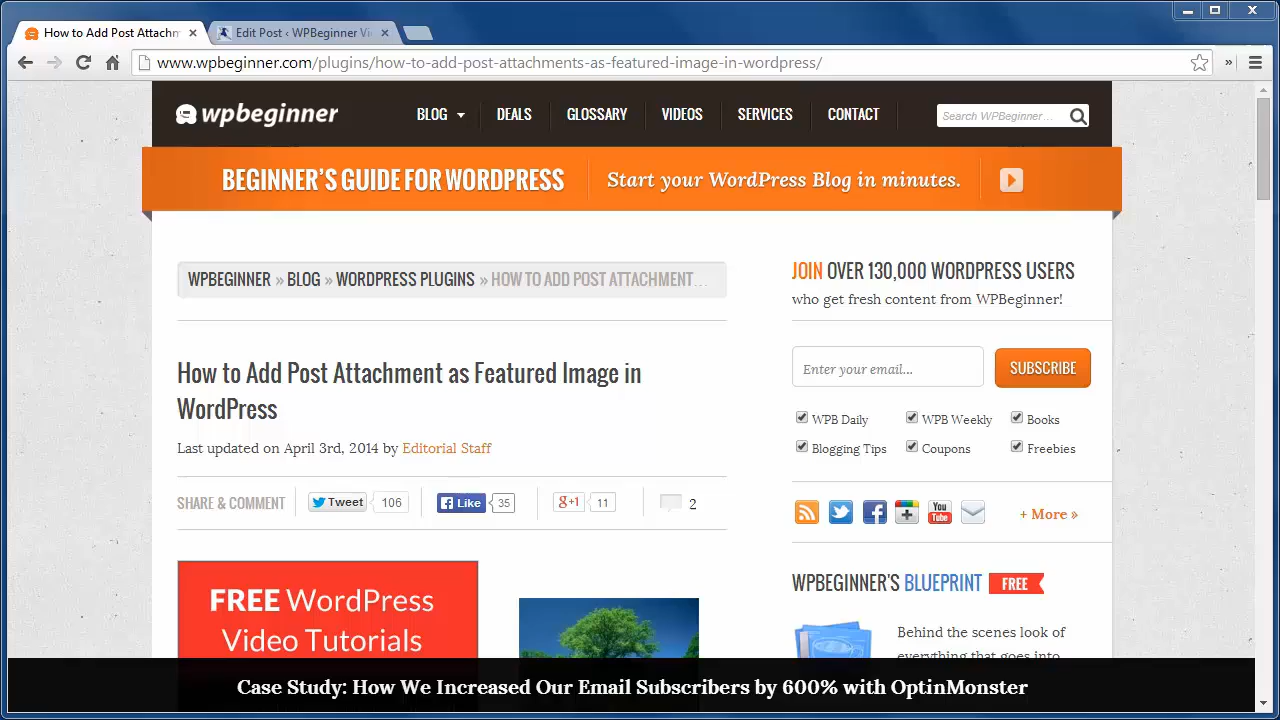 How to Add Post Attachm
Edit Post ‹ WPBeginner Vi
www.wpbeginner.com/plugins/how-to-add-post-attachments-as-featured-image-in-wordpress/
wpbeginner
BLOG
DEALS
GLOSSARY
VIDEOS
SERVICES
CONTACT
Search WPBeginner...
BEGINNER'S GUIDE FOR WORDPRESS
Start your WordPress Blog in minutes.
WPBEGINNER » BLOG » WORDPRESS PLUGINS » HOW TO ADD POST ATTACHMENT...
How to Add Post Attachment as Featured Image in
WordPress
Last updated on April 3rd, 2014 by Editorial Staff
SHARE & COMMENT
Tweet
106
Like
35
g+1
11
2
FREE WordPress
Video Tutorials
JOIN OVER 130,000 WORDPRESS USERS
who get fresh content from WPBeginner!
Enter your email...
SUBSCRIBE
WPB Daily
WPB Weekly
Books
Blogging Tips
Coupons
Freebies
You
Tube
+ More »
WPBEGINNER'S BLUEPRINT
FREE
Behind the scenes look of
everything that goes into
Case Study: How We Increased Our Email Subscribers by 600% with OptinMonster